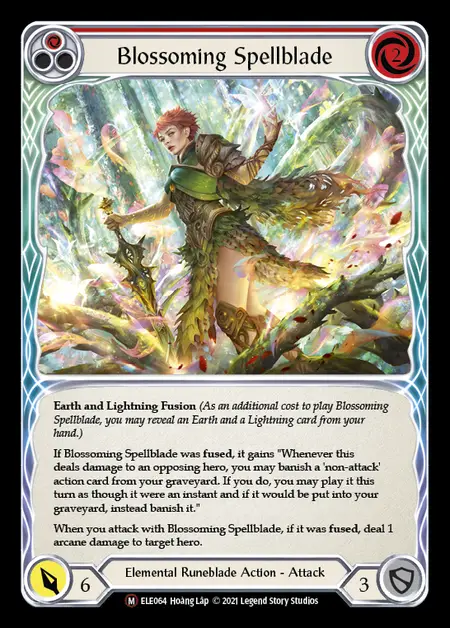 Blossoming Spellblade
2
Earth and Lightning Fusion (As an additional cost to play Blossoming
Spellblade, you may reveal an Earth and a Lightning card from your
hand.)
If Blossoming Spellblade was fused, it gains "Whenever this
deals damage to an opposing hero, you may banish a 'non-attack'
action card from your graveyard. If you do, you may play it this
turn as though it were an instant and if it would be put into your
graveyard, instead banish it."
When you attack with Blossoming Spellblade, if it was fused, deal 1
arcane damage to target hero.
6
Elemental Runeblade Action - Attack
3
M ELE064 Hoàng Lập © 2021 Legend Story Studios